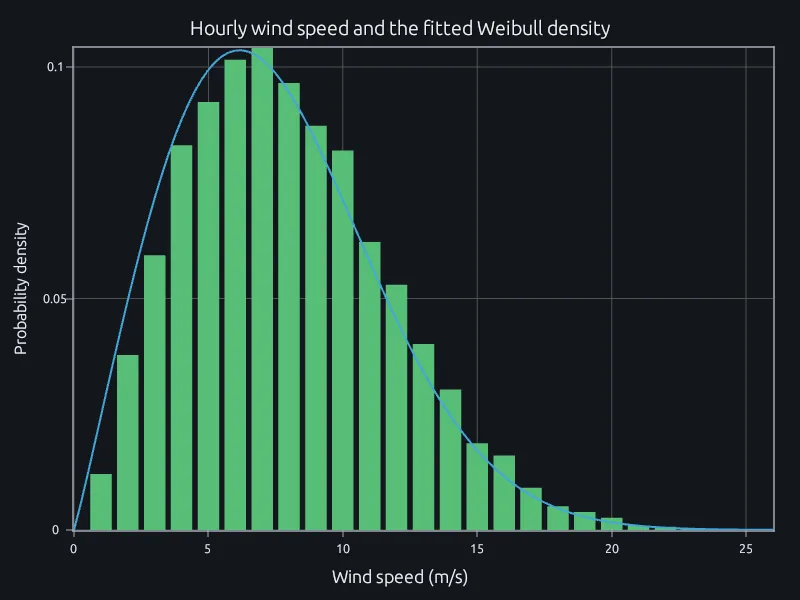 Hourly wind speed and the fitted Weibull density
Probability density
0.1
0.05
0
0 5 10 15 20 25
Wind speed (m/s)